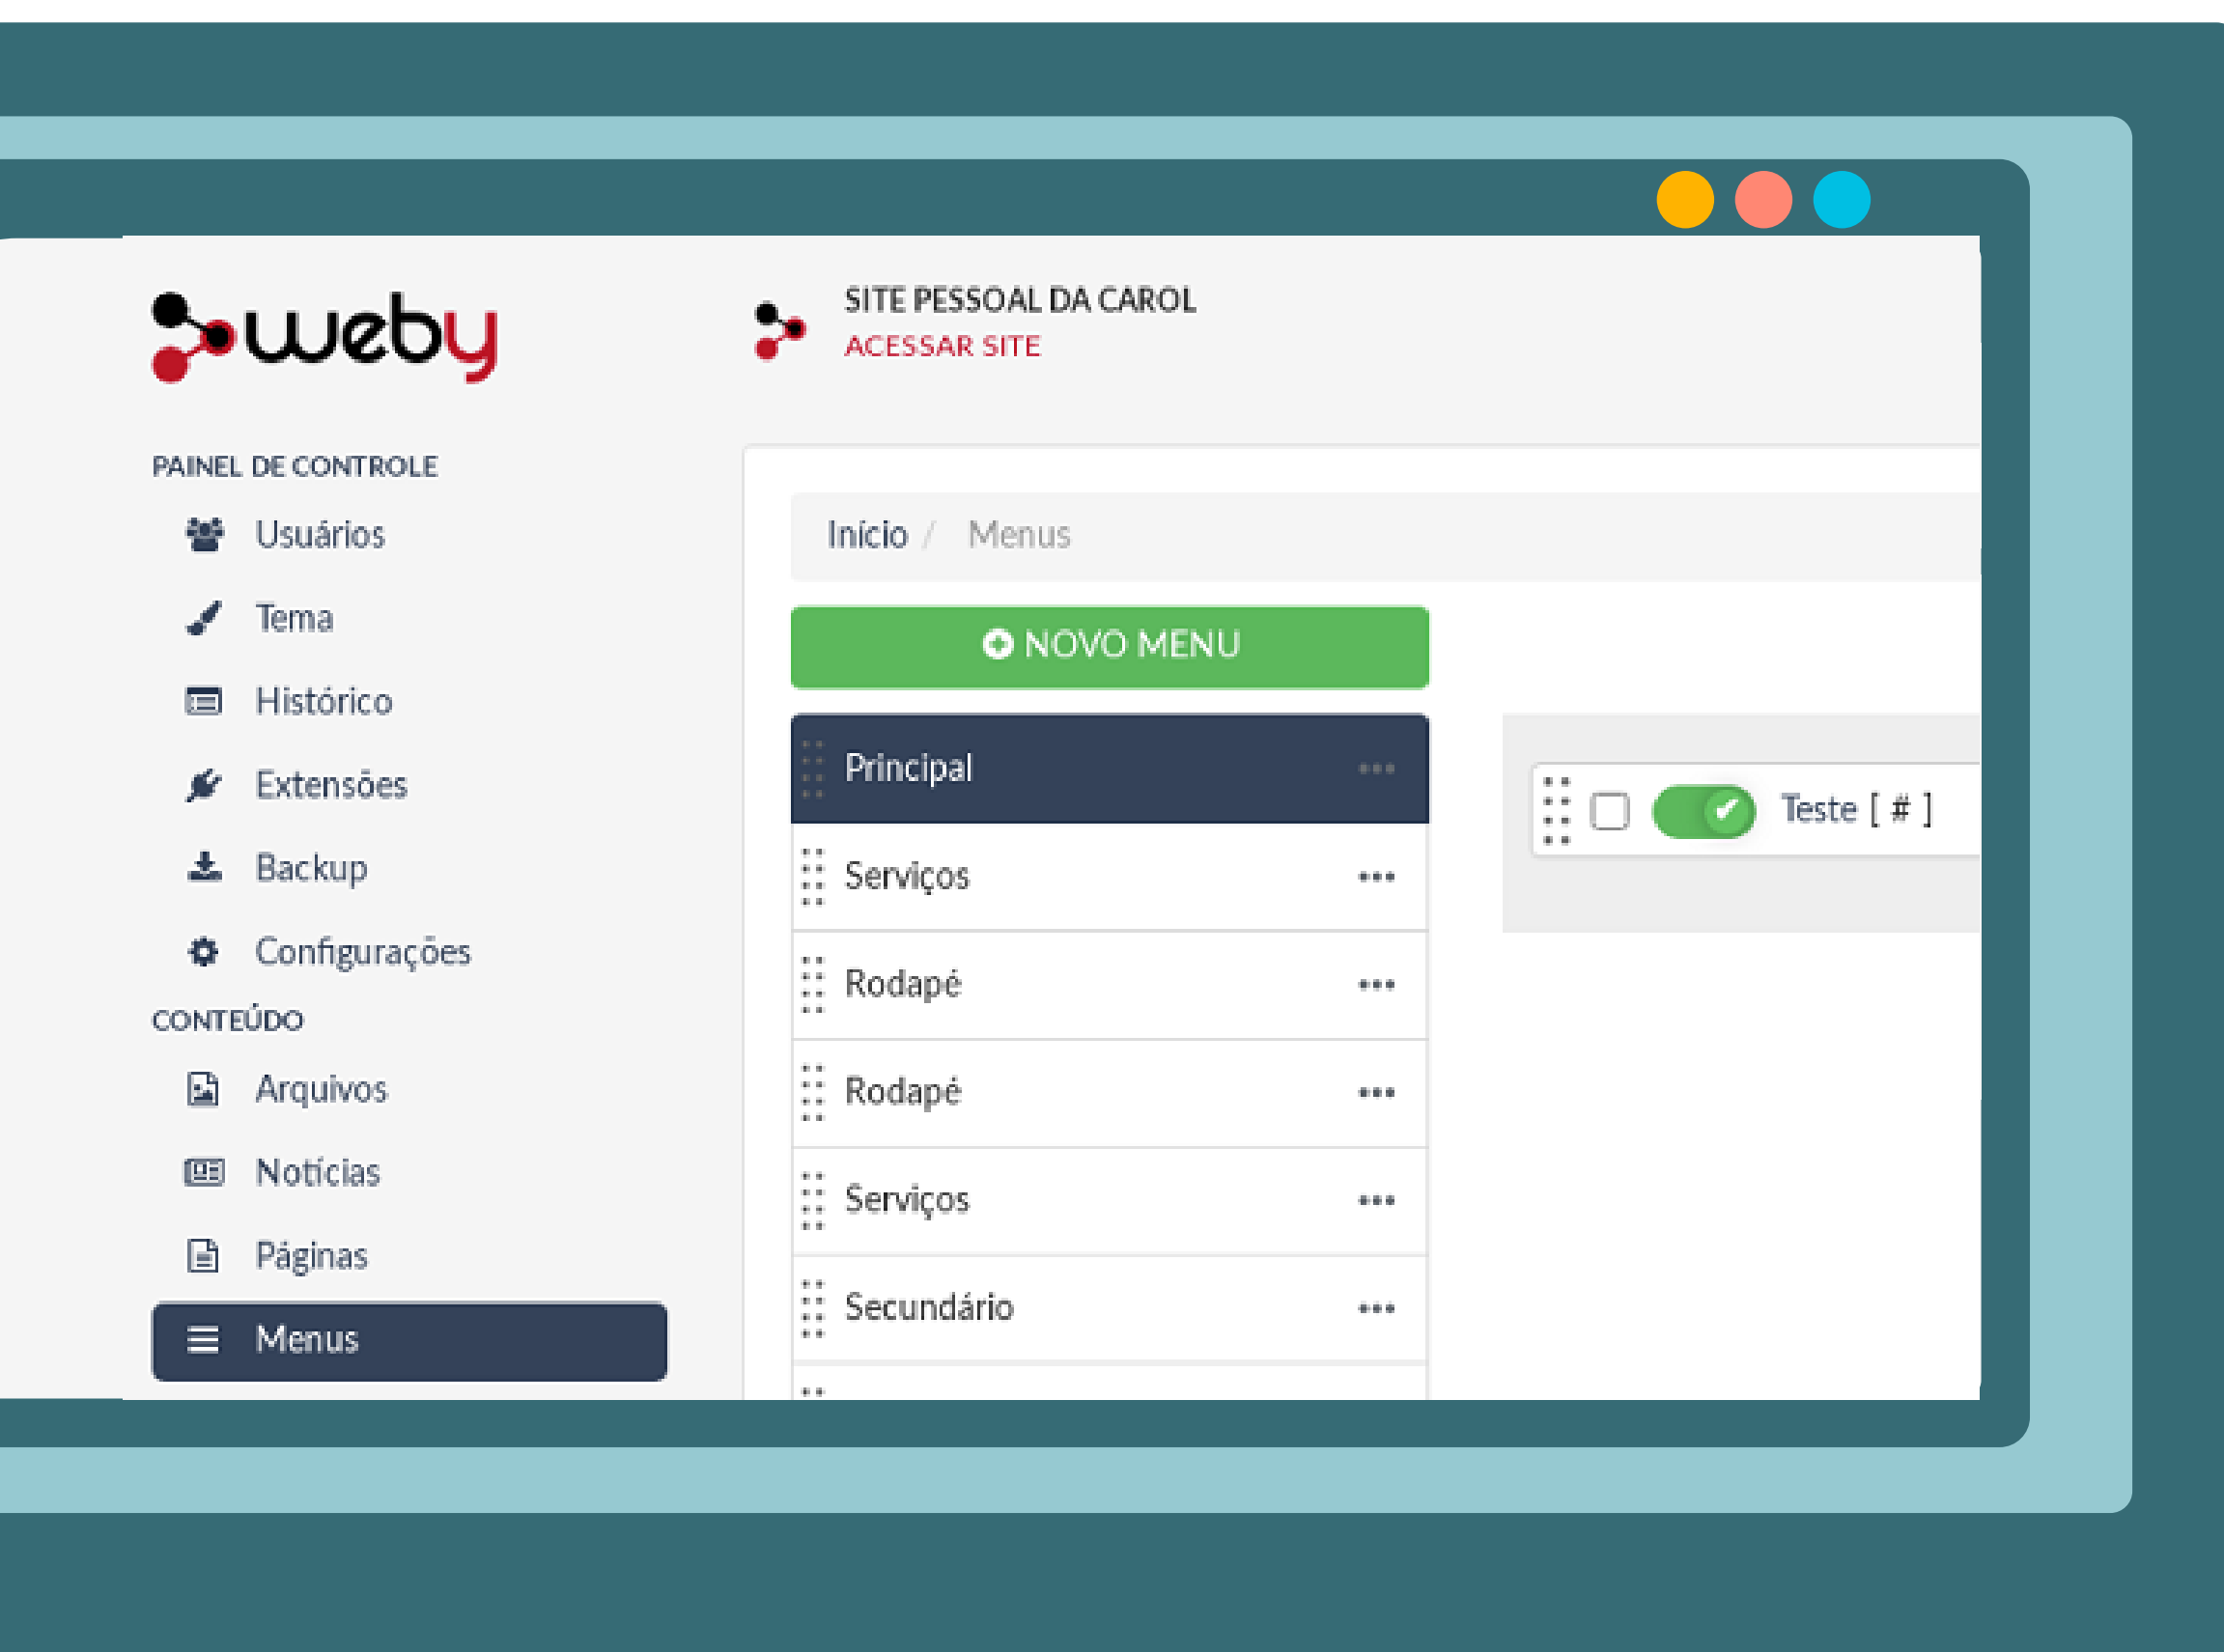 weby
SITE PESSOAL DA CAROL
ACESSAR SITE
PAINEL DE CONTROLE
Usuários
Tema
Histórico
Extensões
Backup
Configurações
CONTEÚDO
Arquivos
Notícias
Páginas
Menus
Início / Menus
NOVO MENU
Principal
Serviços
Rodapé
Rodapé
Serviços
Secundário
Teste [ # ]